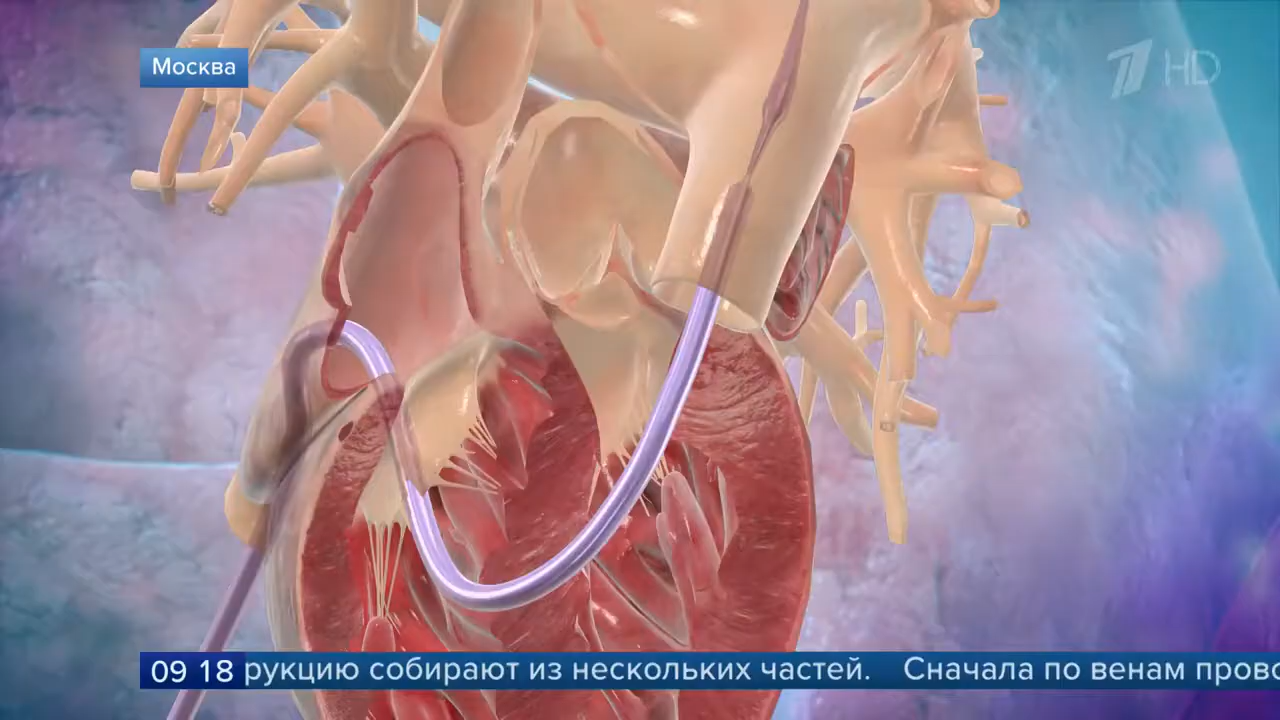 Москва
HD
09 18 рукцию собирают из нескольких частей. Сначала по венам прово